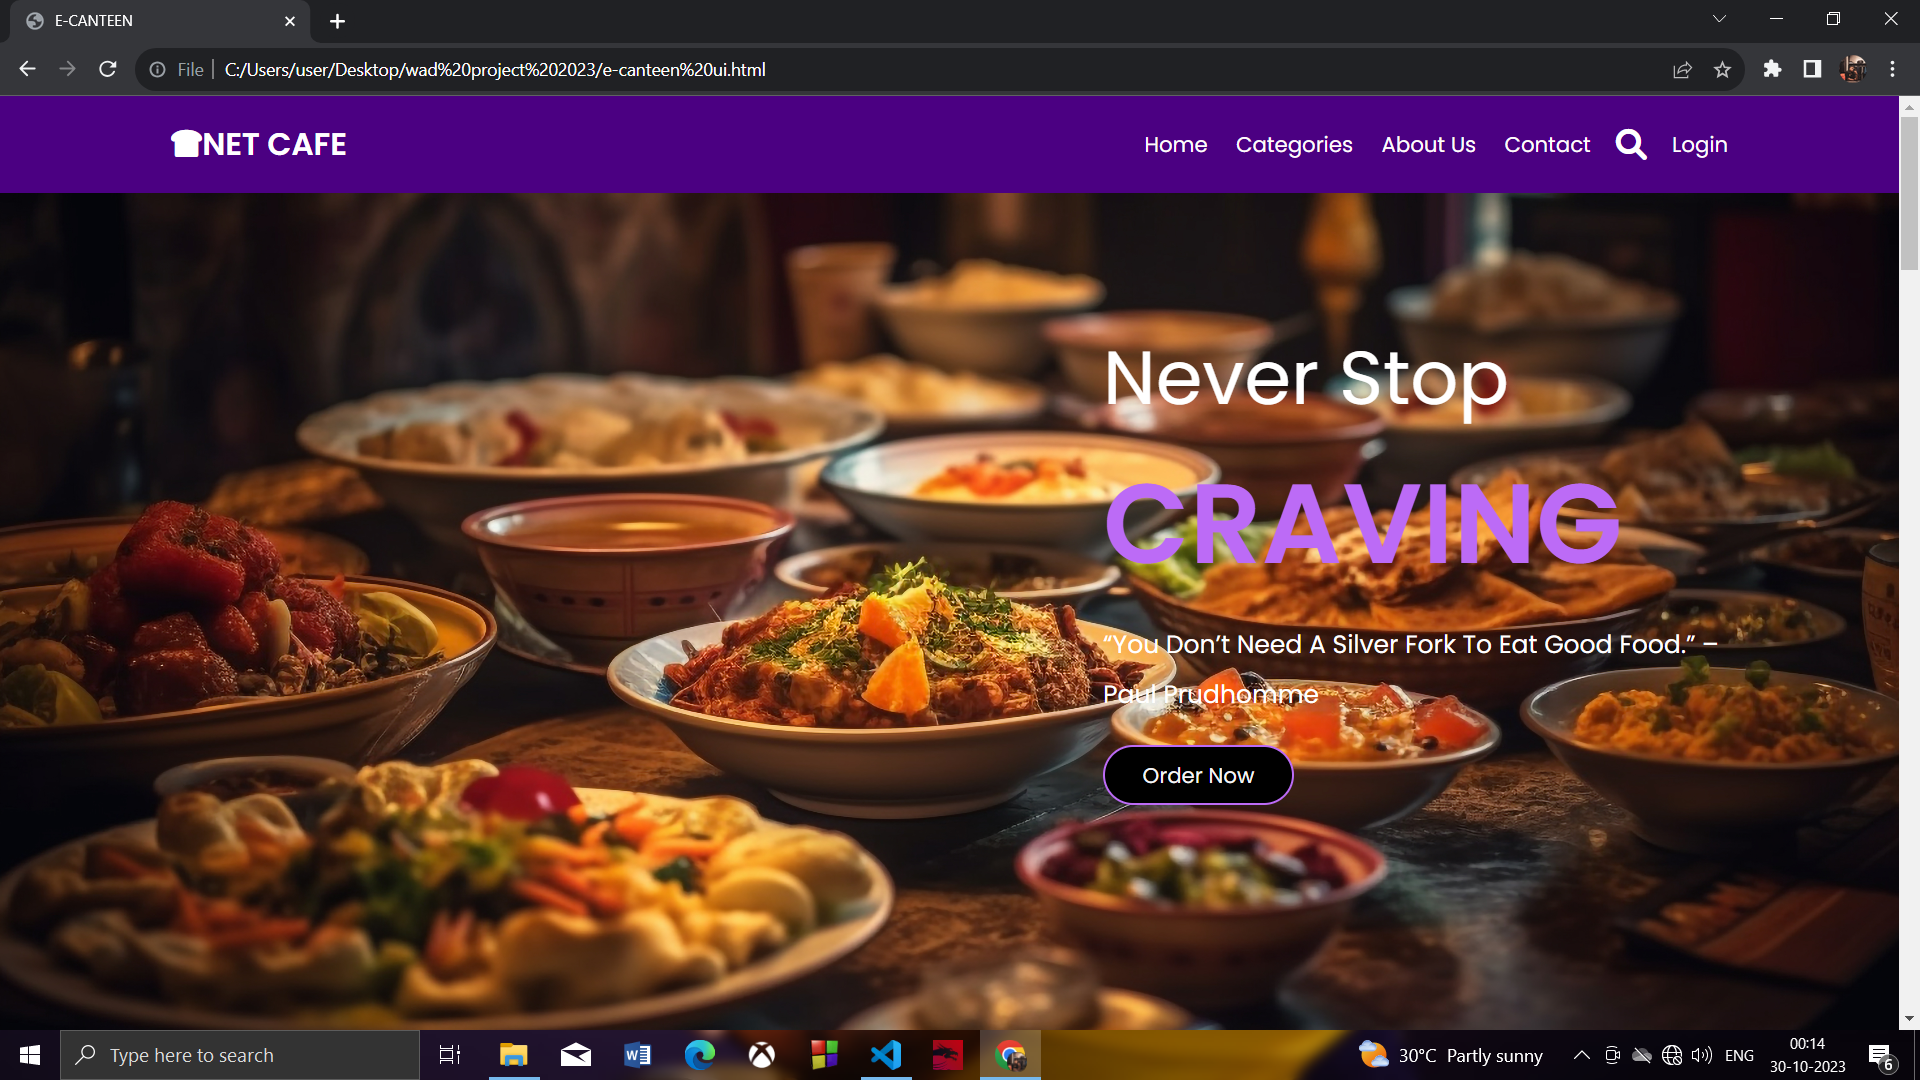 E-CANTEEN
File
C:/Users/user/Desktop/wad%20project%202023/e-canteen%20ui.html
NET CAFE
Home Categories About Us Contact Login
Never Stop
CRAVING
“You Don’t Need A Silver Fork To Eat Good Food.” –
Paul Prudhomme
Order Now
Type here to search
30°C Partly sunny
ENG
00:14
30-10-2023
6